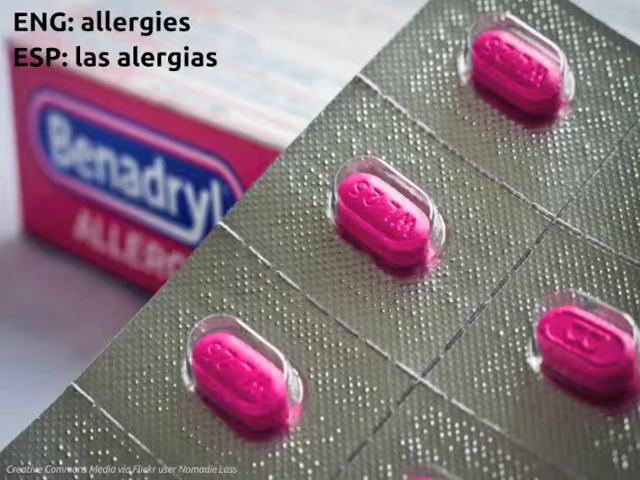 ENG: allergies
ESP: las alergias
Benadryl
ALLERG
Creative Commons Media via Flickr user Nomadic Lass